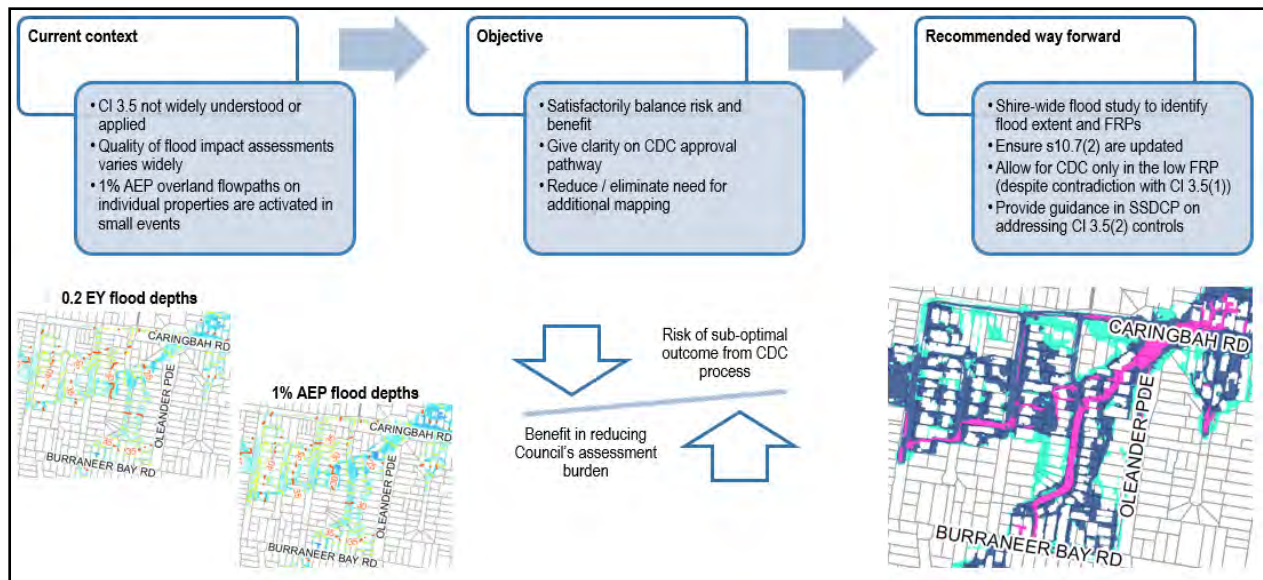 Current context
• Cl 3.5 not widely understood or
applied
• Quality of flood impact assessments
varies widely
• 1% AEP overland flowpaths on
individual properties are activated in
small events
Objective
• Satisfactorily balance risk and
benefit
• Give clarity on CDC approval
pathway
• Reduce / eliminate need for
additional mapping
Recommended way forward
• Shire-wide flood study to identify
flood extent and FRPs
• Ensure s10.7(2) are updated
• Allow for CDC only in the low FRP
(despite contradiction with Cl 3.5(1))
• Provide guidance in SSDCP on
addressing Cl 3.5(2) controls
0.2 EY flood depths
CARINGBAH RD
OLEANDER PDE
BURRANEER BAY RD
1% AEP flood depths
CARINGBAH RD
OLEANDER PDE
BURRANEER BAY RD
Risk of sub-optimal
outcome from CDC
process
Benefit in reducing
Council's assessment
burden
CARINGBAH RD
OLEANDER PDE
BURRANEER BAY RD